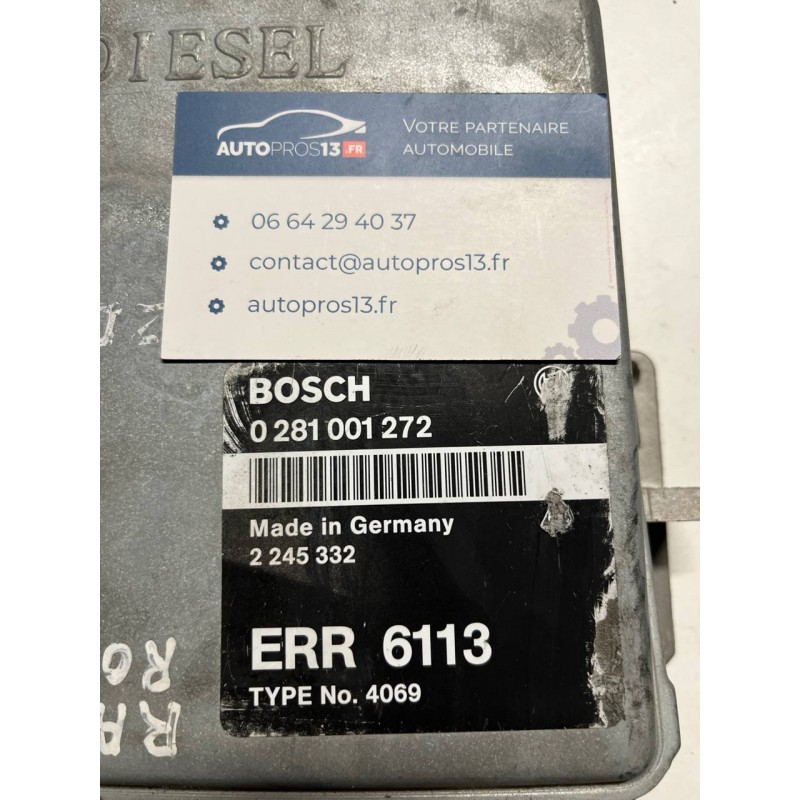 DIESEL
AUTOPROS13.FR
VOTRE PARTENAIRE
AUTOMOBILE
06 64 29 40 37
contact@autopros13.fr
autopros13.fr
BOSCH
0 281 001 272
Made in Germany
2 245 332
ERR 6113
TYPE No. 4069